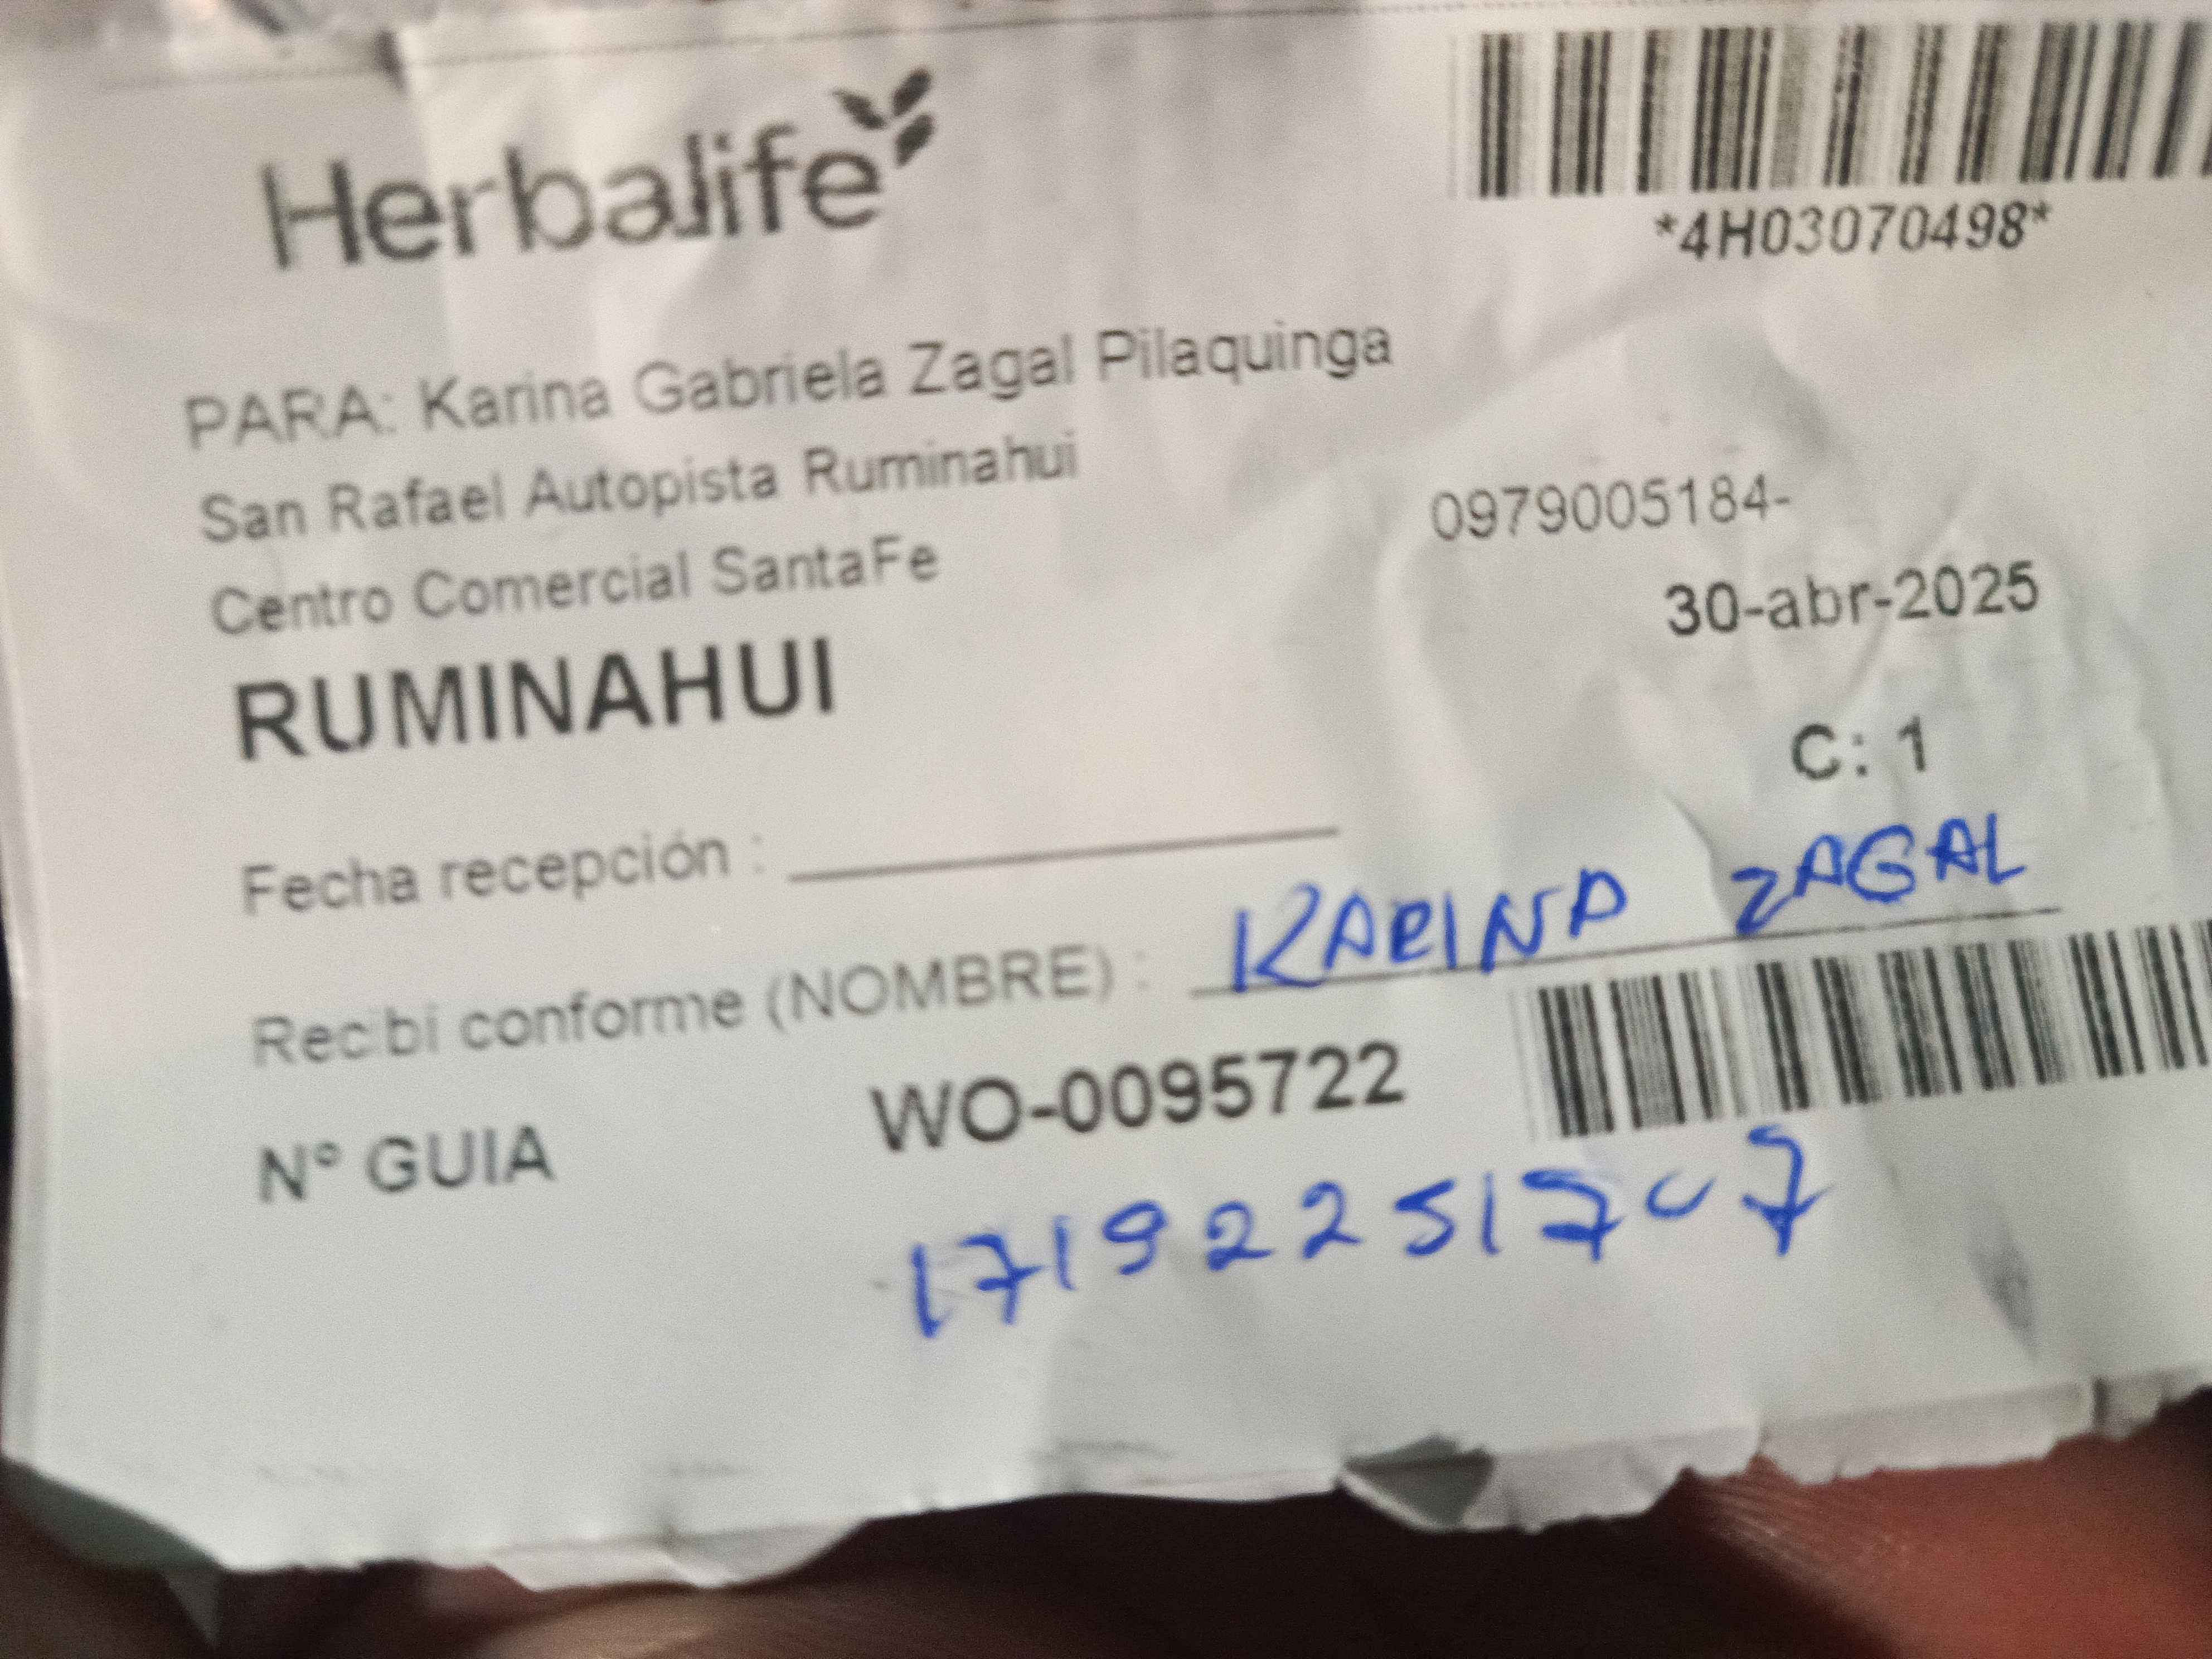 Herbalife
*4H03070498*
PARA: Karina Gabriela Zagal Pilaquinga
San Rafael Autopista Ruminahui
0979005184-
Centro Comercial SantaFe
30-abr-2025
RUMINAHUI
C: 1
Fecha recepción :
Recibi conforme (NOMBRE) : KARINA ZAGAL
N° GUIA WO-0095722